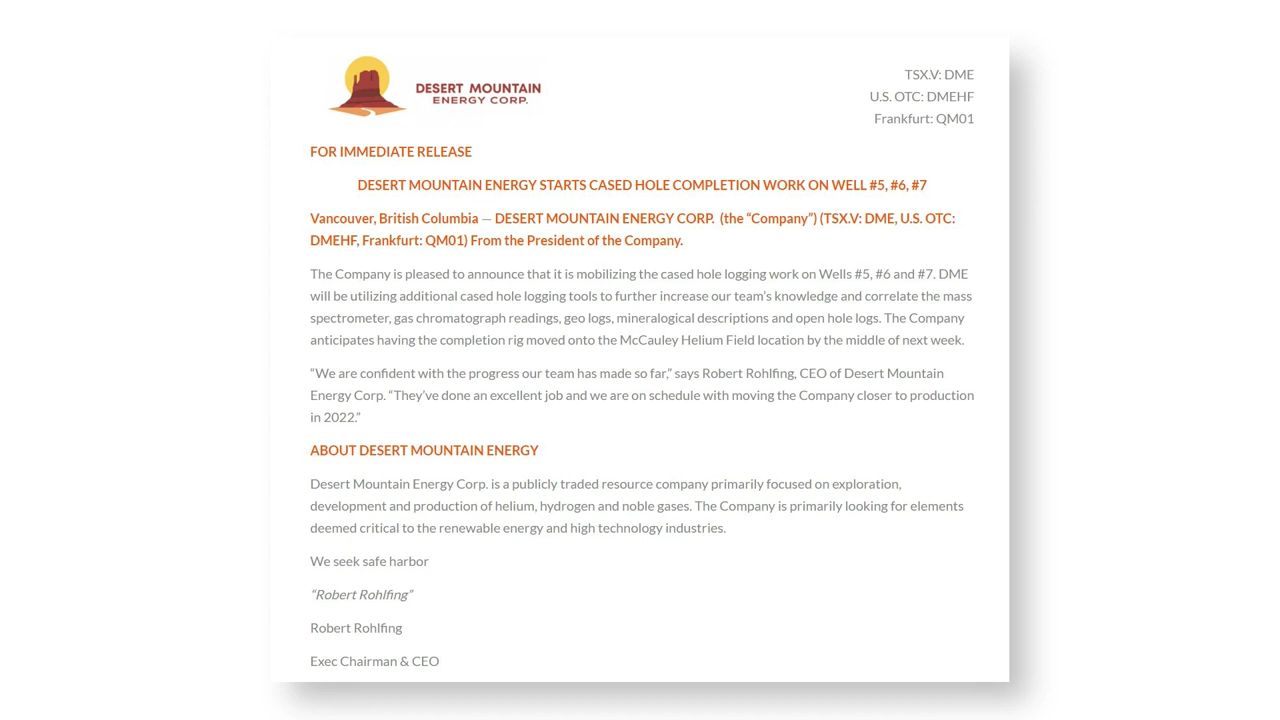 DESERT MOUNTAIN
ENERGY CORP.
TSX.V: DME
U.S. OTC: DMEHF
Frankfurt: QM01
FOR IMMEDIATE RELEASE
DESERT MOUNTAIN ENERGY STARTS CASED HOLE COMPLETION WORK ON WELL #5, #6, #7
Vancouver, British Columbia — DESERT MOUNTAIN ENERGY CORP. (the “Company”) (TSX.V: DME, U.S. OTC:
DMEHF, Frankfurt: QM01) From the President of the Company.
The Company is pleased to announce that it is mobilizing the cased hole logging work on Wells #5, #6 and #7. DME
will be utilizing additional cased hole logging tools to further increase our team’s knowledge and correlate the mass
spectrometer, gas chromatograph readings, geo logs, mineralogical descriptions and open hole logs. The Company
anticipates having the completion rig moved onto the McCauley Helium Field location by the middle of next week.
“We are confident with the progress our team has made so far,” says Robert Rohlfing, CEO of Desert Mountain
Energy Corp. “They’ve done an excellent job and we are on schedule with moving the Company closer to production
in 2022.”
ABOUT DESERT MOUNTAIN ENERGY
Desert Mountain Energy Corp. is a publicly traded resource company primarily focused on exploration,
development and production of helium, hydrogen and noble gases. The Company is primarily looking for elements
deemed critical to the renewable energy and high technology industries.
We seek safe harbor
“Robert Rohlfing”
Robert Rohlfing
Exec Chairman & CEO